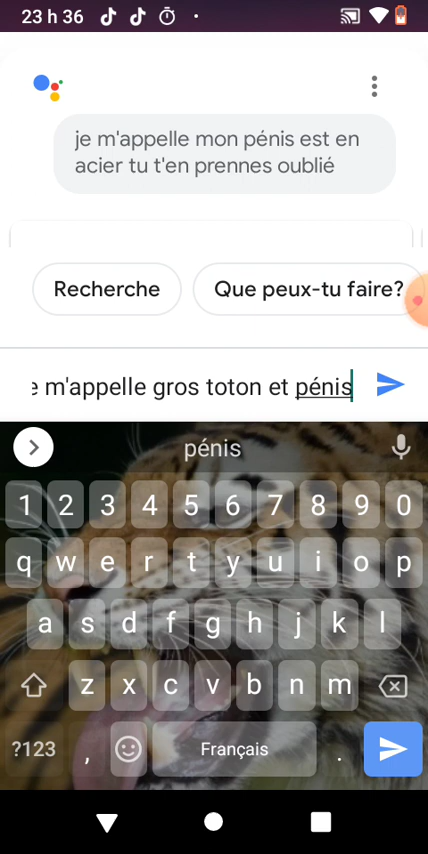 23 h 36
je m'appelle mon pénis est en
acier tu t'en prennes oublié
Recherche Que peux-tu faire?
e m'appelle gros toton et pénis
pénis
1 2 3 4 5 6 7 8 9 0
q w e r t y u i o p
a s d f g h j k l
z x c v b n m
?123 , Français .